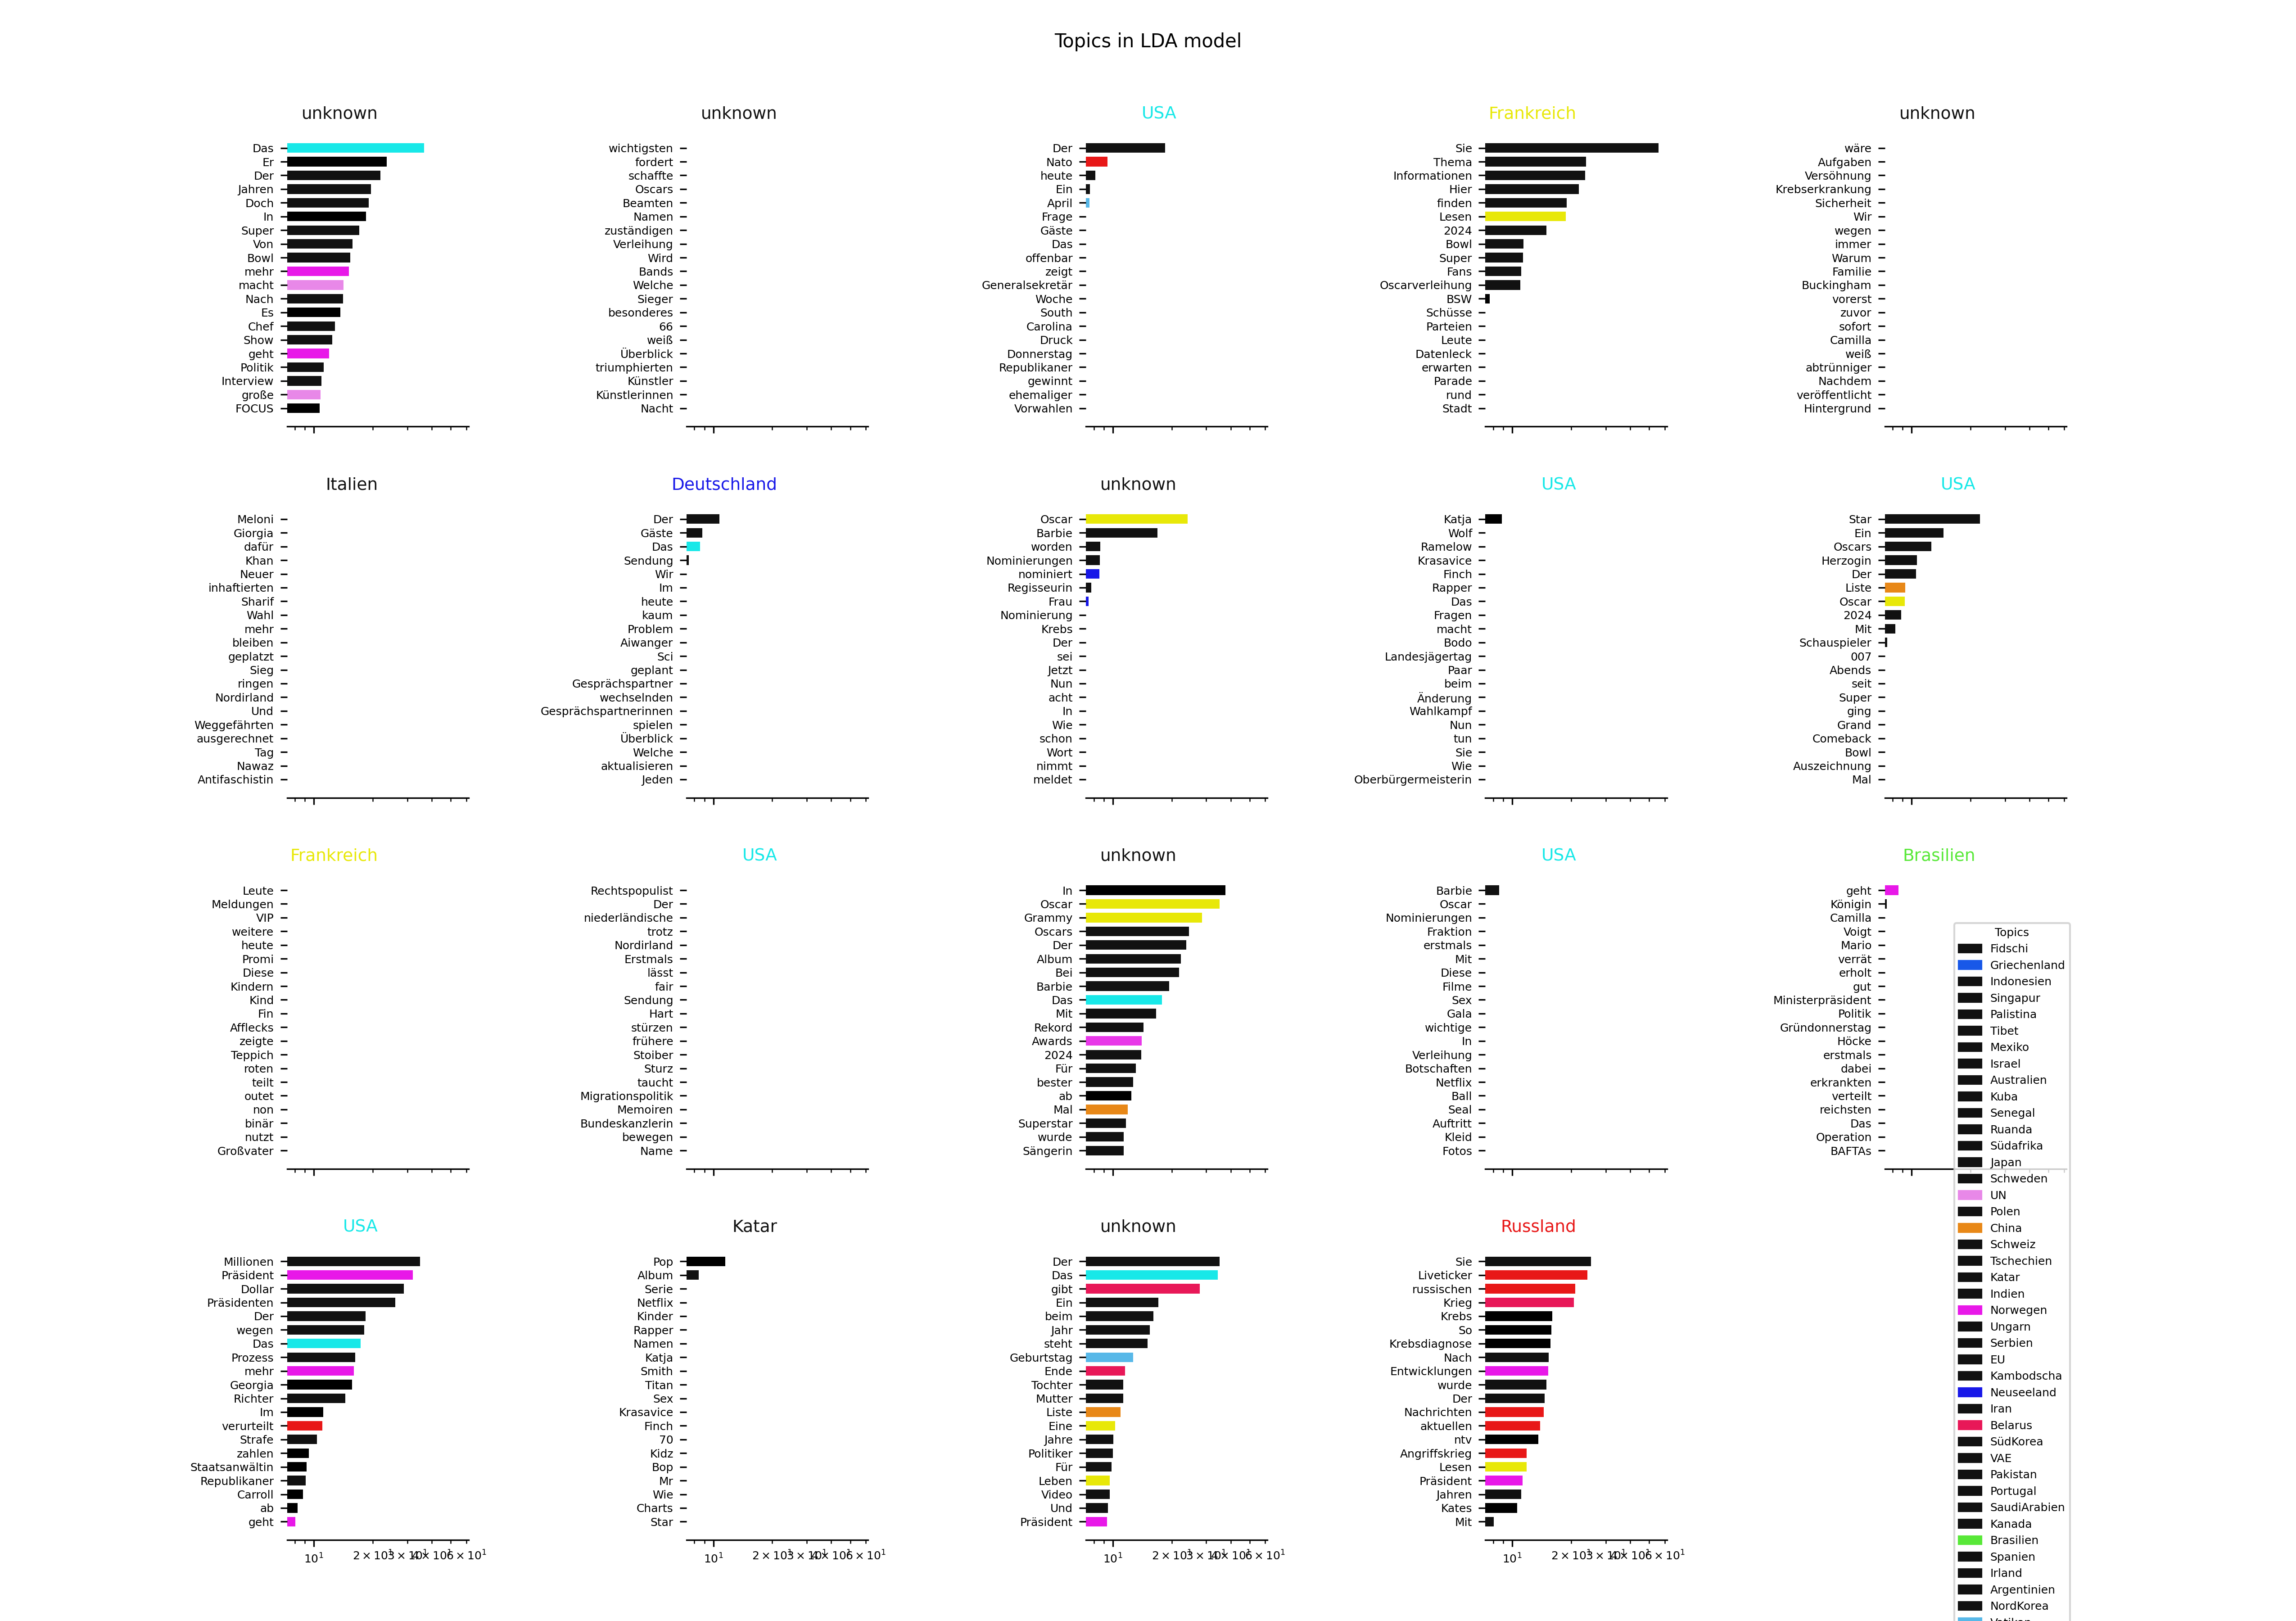 Topics in LDA model
unknown
Das
Er
Der
Jahren
Doch
In
Super
Von
Bowl
mehr
macht
Nach
Es
Chef
Show
geht
Politik
Interview
große
FOCUS
unknown
wichtigsten
fordert
schaffte
Oscars
Beamten
Namen
zuständigen
Verleihung
Wird
Bands
Welche
Sieger
besonderes
66
weiß
Überblick
triumphierten
Künstler
Künstlerinnen
Nacht
USA
Der
Nato
heute
Ein
April
Frage
Gäste
Das
offenbar
zeigt
Generalsekretär
Woche
South
Carolina
Druck
Donnerstag
Republikaner
gewinnt
ehemaliger
Vorwahlen
Frankreich
Sie
Thema
Informationen
Hier
finden
Lesen
2024
Bowl
Super
Fans
Oscarverleihung
BSW
Schüsse
Parteien
Leute
Datenleck
erwarten
Parade
rund
Stadt
unknown
wäre
Aufgaben
Versöhnung
Krebserkrankung
Sicherheit
Wir
wegen
immer
Warum
Familie
Buckingham
vorerst
zuvor
sofort
Camilla
weiß
abtrünniger
Nachdem
veröffentlicht
Hintergrund
Italien
Meloni
Giorgia
dafür
Khan
Neuer
inhaftierten
Sharif
Wahl
mehr
bleiben
geplatzt
Sieg
ringen
Nordirland
Und
Weggefährten
ausgerechnet
Tag
Nawaz
Antifaschistin
Deutschland
Der
Gäste
Das
Sendung
Wir
Im
heute
kaum
Problem
Aiwanger
Sci
geplant
Gesprächspartner
wechselnden
Gesprächspartnerinnen
spielen
Überblick
Welche
aktualisieren
Jeden
unknown
Oscar
Barbie
worden
Nominierungen
nominiert
Regisseurin
Frau
Nominierung
Krebs
Der
sei
Jetzt
Nun
acht
In
Wie
schon
Wort
nimmt
meldet
USA
Katja
Wolf
Ramelow
Krasavice
Finch
Rapper
Das
Fragen
macht
Bodo
Landesjägertag
Paar
beim
Änderung
Wahlkampf
Nun
tun
Sie
Wie
Oberbürgermeisterin
USA
Star
Ein
Oscars
Herzogin
Der
Liste
Oscar
2024
Mit
Schauspieler
007
Abends
seit
Super
ging
Grand
Comeback
Bowl
Auszeichnung
Mal
Frankreich
Leute
Meldungen
VIP
weitere
heute
Promi
Diese
Kindern
Kind
Fin
Afflecks
zeigte
Teppich
roten
teilt
outet
non
binär
nutzt
Großvater
USA
Rechtspopulist
Der
niederländische
trotz
Nordirland
Erstmals
lässt
fair
Sendung
Hart
stürzen
frühere
Stoiber
Sturz
taucht
Migrationspolitik
Memoiren
Bundeskanzlerin
bewegen
Name
unknown
In
Oscar
Grammy
Oscars
Der
Album
Bei
Barbie
Das
Mit
Rekord
Awards
2024
Für
bester
ab
Mal
Superstar
wurde
Sängerin
USA
Barbie
Oscar
Nominierungen
Fraktion
erstmals
Mit
Diese
Filme
Sex
Gala
wichtige
In
Verleihung
Botschaften
Netflix
Ball
Seal
Auftritt
Kleid
Fotos
Brasilien
geht
Königin
Camilla
Voigt
Mario
verrät
erholt
gut
Ministerpräsident
Politik
Gründonnerstag
Höcke
erstmals
dabei
erkrankten
verteilt
reichsten
Das
Operation
BAFTAs
USA
Millionen
Präsident
Dollar
Präsidenten
Der
wegen
Das
Prozess
mehr
Georgia
Richter
Im
verurteilt
Strafe
zahlen
Staatsanwältin
Republikaner
Carroll
ab
geht
10¹
Katar
Pop
Album
Serie
Netflix
Kinder
Rapper
Namen
Katja
Smith
Titan
Sex
Krasavice
Finch
70
Kidz
Bop
Mr
Wie
Charts
Star
10¹
unknown
Der
Das
gibt
Ein
beim
Jahr
steht
Geburtstag
Ende
Tochter
Mutter
Liste
Eine
Jahre
Politiker
Für
Leben
Video
Und
Präsident
10¹
Russland
Sie
Liveticker
russischen
Krieg
Krebs
So
Krebsdiagnose
Nach
Entwicklungen
wurde
Der
Nachrichten
aktuellen
ntv
Angriffskrieg
Lesen
Präsident
Jahren
Kates
Mit
10¹
Topics
Fidschi
Griechenland
Indonesien
Singapur
Palistina
Tibet
Mexiko
Israel
Australien
Kuba
Senegal
Ruanda
Südafrika
Japan
Schweden
UN
Polen
China
Schweiz
Tschechien
Katar
Indien
Norwegen
Ungarn
Serbien
EU
Kambodscha
Neuseeland
Iran
Belarus
SüdKorea
VAE
Pakistan
Portugal
SaudiArabien
Kanada
Brasilien
Spanien
Irland
Argentinien
NordKorea